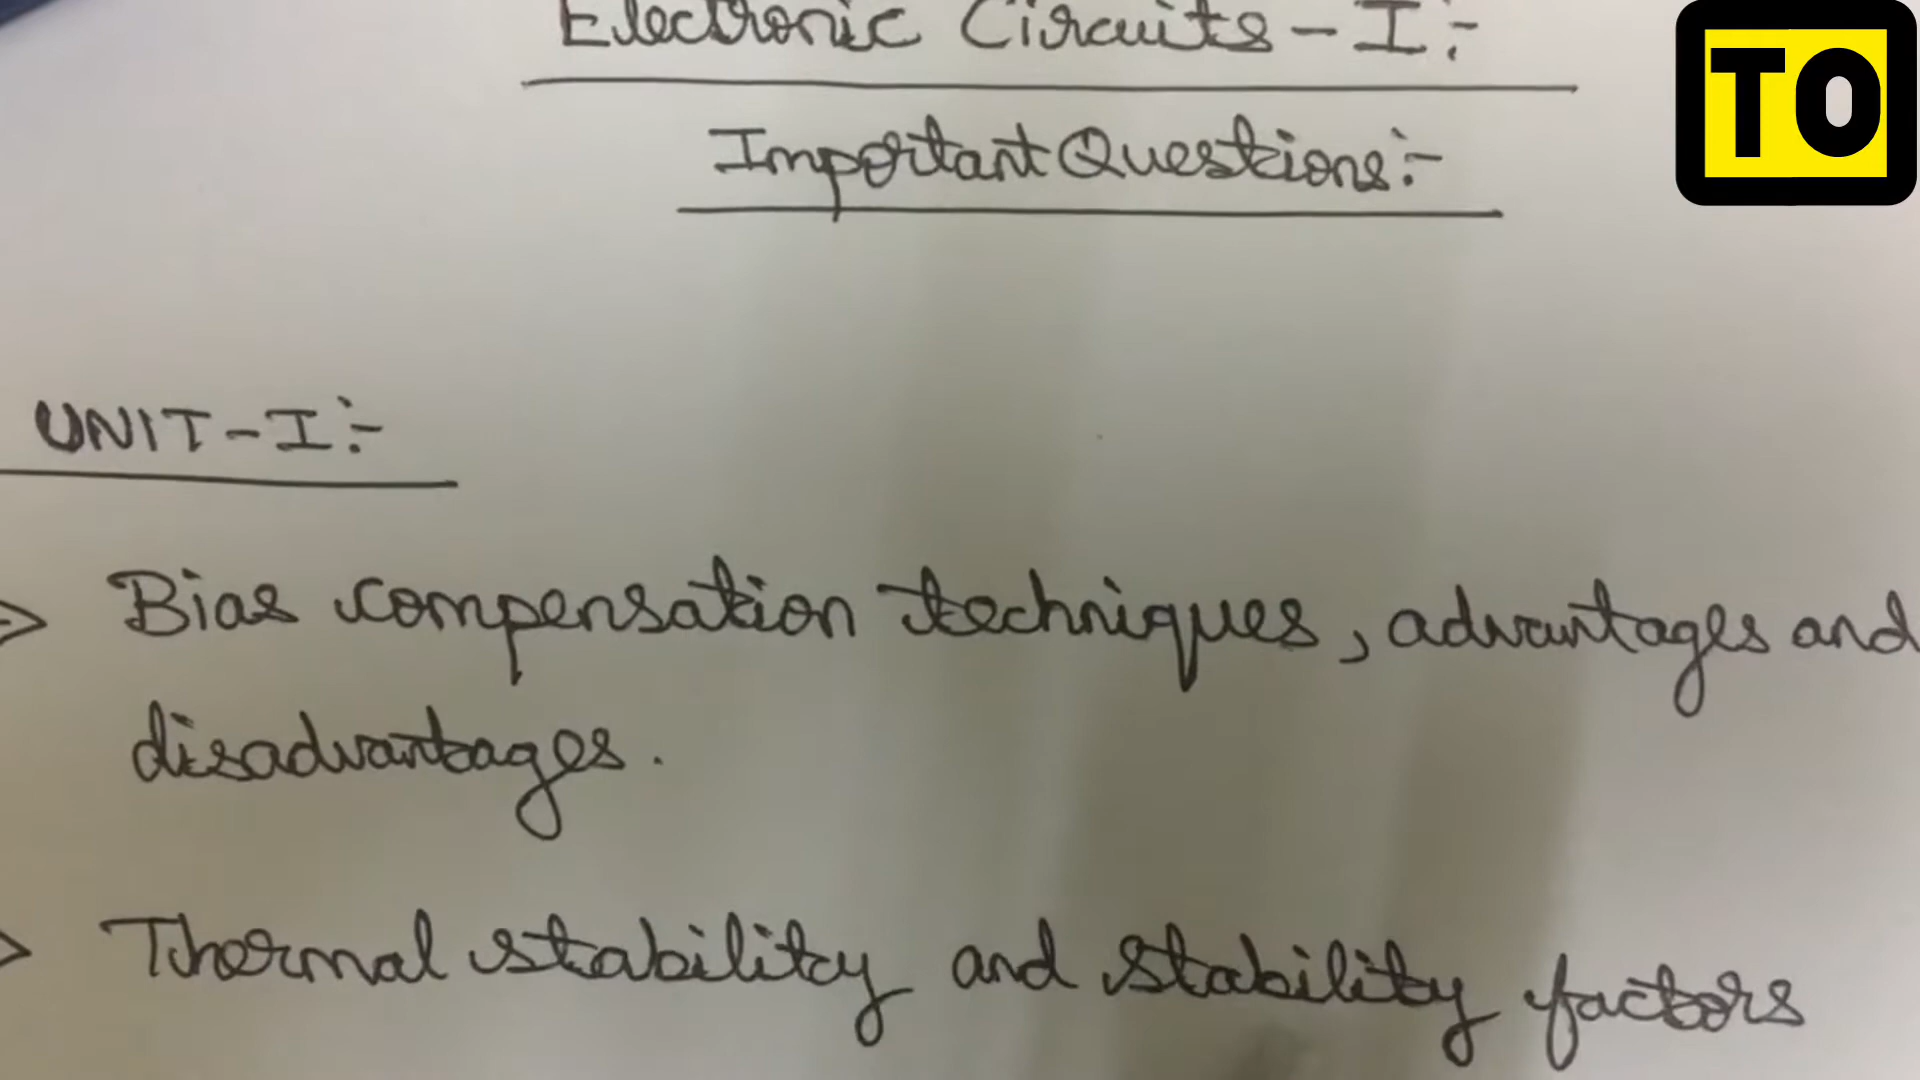 Electronic Circuits - I :-
TO
Important Questions :-
UNIT - I :-
> Bias compensation techniques, advantages and
disadvantages.
> Thermal stability and stability factors